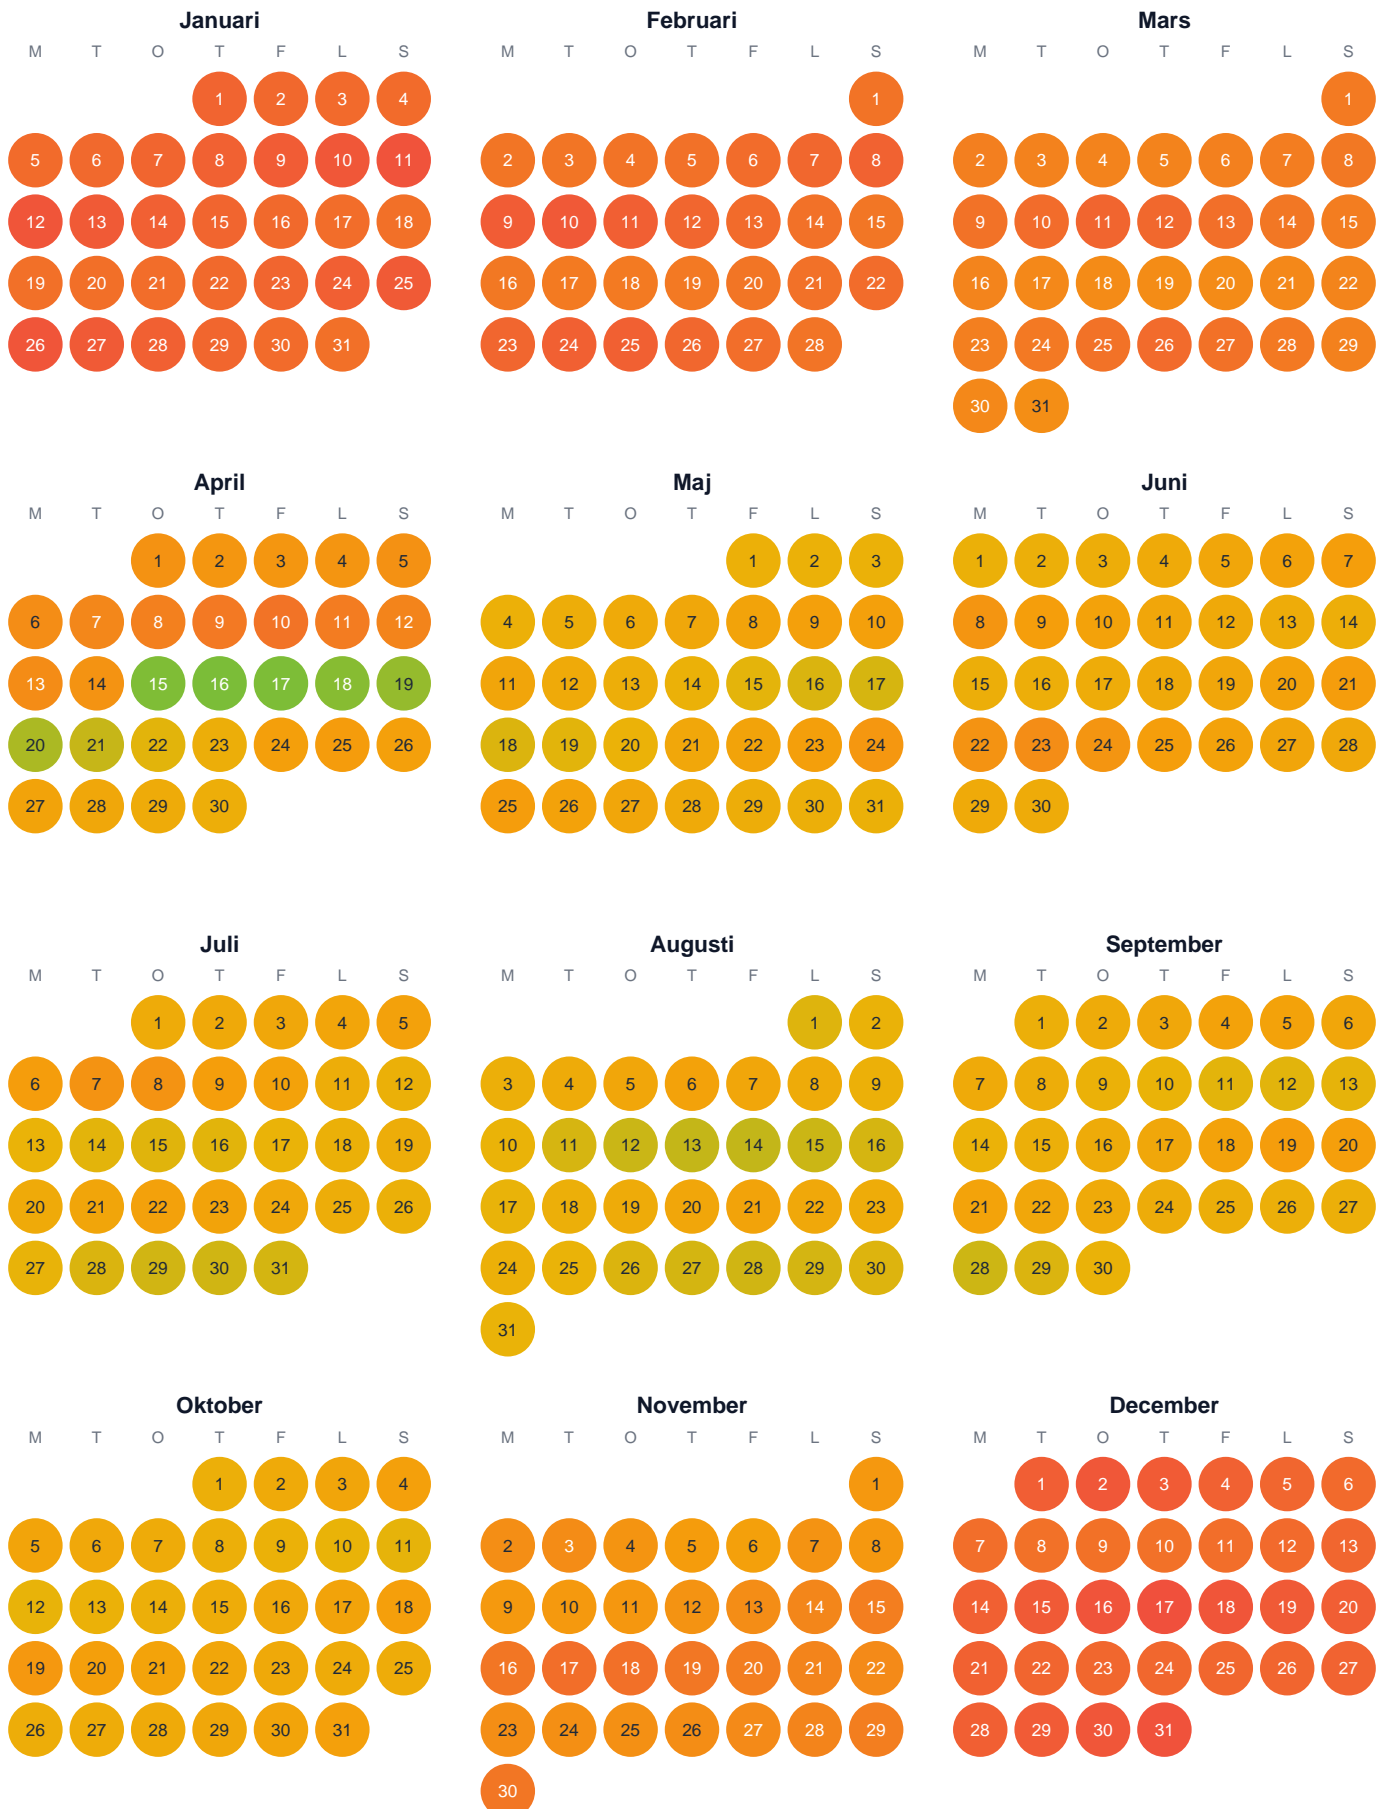 Januari Februari Mars
M T O T F L S M T O T F L S M T O T F L S
1 2 3 4 1 1
5 6 7 8 9 10 11 2 3 4 5 6 7 8 2 3 4 5 6 7 8
12 13 14 15 16 17 18 9 10 11 12 13 14 15 9 10 11 12 13 14 15
19 20 21 22 23 24 25 16 17 18 19 20 21 22 16 17 18 19 20 21 22
26 27 28 29 30 31 23 24 25 26 27 28 23 24 25 26 27 28 29
30 31
April Maj Juni
M T O T F L S M T O T F L S M T O T F L S
1 2 3 4 5 1 2 3 1 2 3 4 5 6 7
6 7 8 9 10 11 12 4 5 6 7 8 9 10 8 9 10 11 12 13 14
13 14 15 16 17 18 19 11 12 13 14 15 16 17 15 16 17 18 19 20 21
20 21 22 23 24 25 26 18 19 20 21 22 23 24 22 23 24 25 26 27 28
27 28 29 30 25 26 27 28 29 30 31 29 30
Juli Augusti September
M T O T F L S M T O T F L S M T O T F L S
1 2 3 4 5 1 2 1 2 3 4 5 6
6 7 8 9 10 11 12 3 4 5 6 7 8 9 7 8 9 10 11 12 13
13 14 15 16 17 18 19 10 11 12 13 14 15 16 14 15 16 17 18 19 20
20 21 22 23 24 25 26 17 18 19 20 21 22 23 21 22 23 24 25 26 27
27 28 29 30 31 24 25 26 27 28 29 30 28 29 30
31
Oktober November December
M T O T F L S M T O T F L S M T O T F L S
1 2 3 4 1 1 2 3 4 5 6
5 6 7 8 9 10 11 2 3 4 5 6 7 8 7 8 9 10 11 12 13
12 13 14 15 16 17 18 9 10 11 12 13 14 15 14 15 16 17 18 19 20
19 20 21 22 23 24 25 16 17 18 19 20 21 22 21 22 23 24 25 26 27
26 27 28 29 30 31 23 24 25 26 27 28 29 28 29 30 31
30